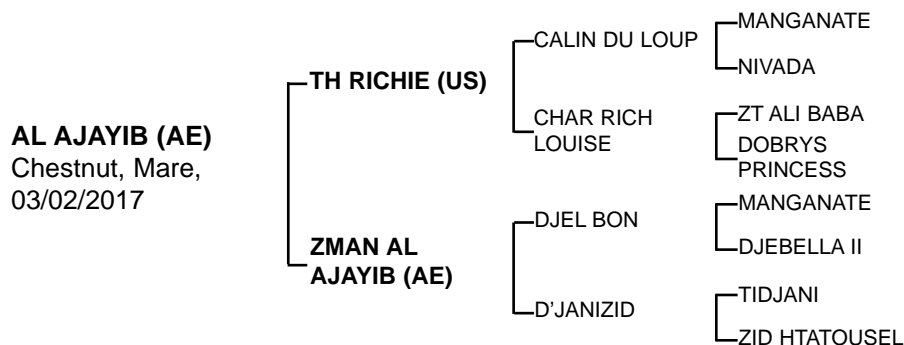 AL AJAYIB (AE)
Chestnut, Mare,
03/02/2017
TH RICHIE (US)
ZMAN AL
AJAYIB (AE)
CALIN DU LOUP
CHAR RICH
LOUISE
DJEL BON
D'JANIZID
MANGANATE
NIVADA
ZT ALI BABA
DOBRYS
PRINCESS
MANGANATE
DJEBELLA II
TIDJANI
ZID HTATOUSEL